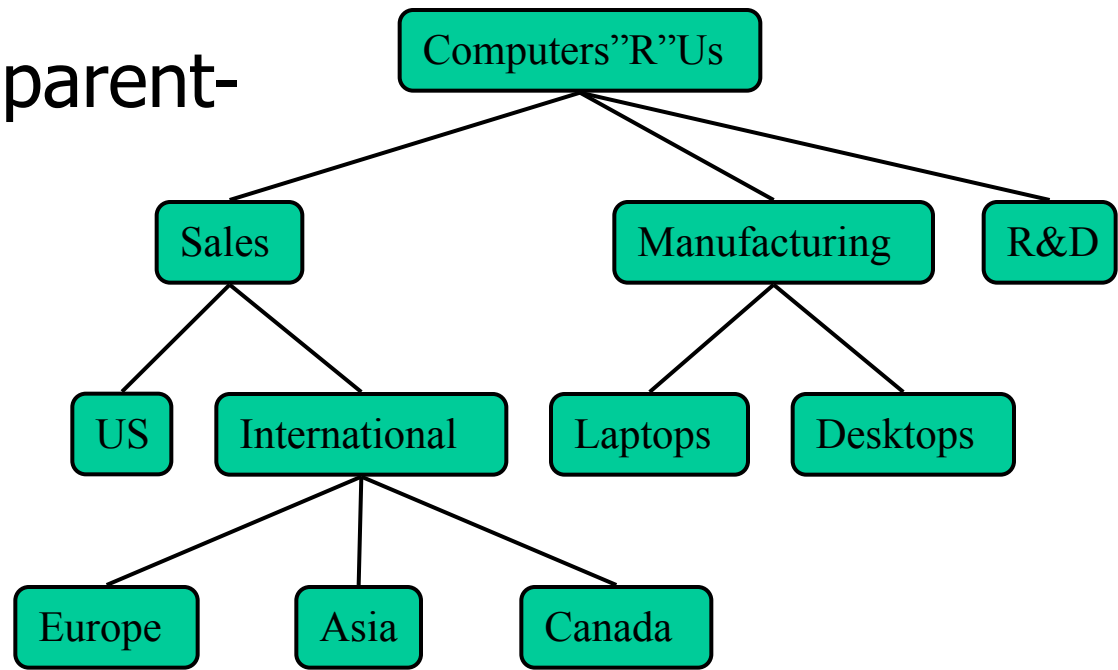 Computers”R”Us
parent-
Sales
Manufacturing
R&D
US
International
Laptops
Desktops
Europe
Asia
Canada